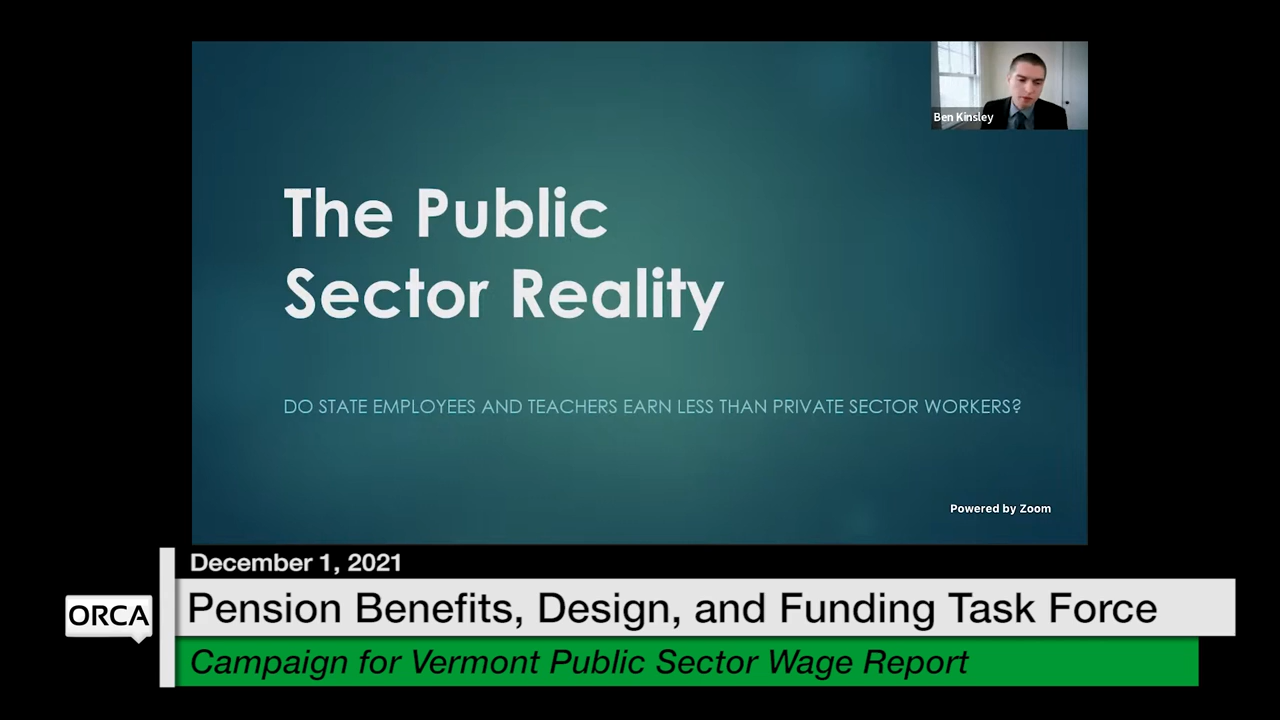 Ben Kinsley
The Public
Sector Reality
DO STATE EMPLOYEES AND TEACHERS EARN LESS THAN PRIVATE SECTOR WORKERS?
Powered by Zoom
December 1, 2021
ORCA
Pension Benefits, Design, and Funding Task Force
Campaign for Vermont Public Sector Wage Report